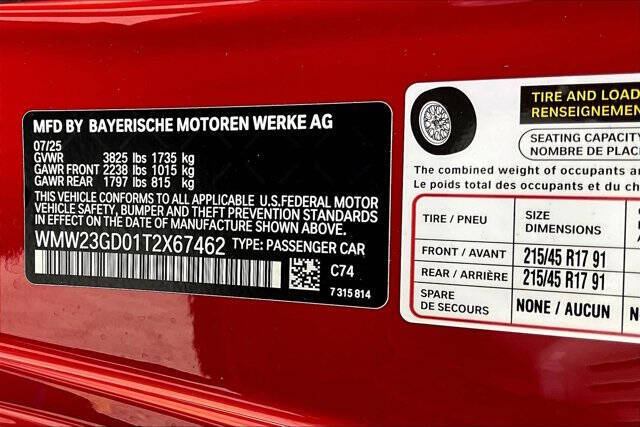 MFD BY BAYERISCHE MOTOREN WERKE AG
07/25
GVWR 3825 lbs 1735 kg
GAWR FRONT 2238 lbs 1015 kg
GAWR REAR 1797 lbs 815 kg
THIS VEHICLE CONFORMS TO ALL APPLICABLE U.S.FEDERAL MOTOR
VEHICLE SAFETY, BUMPER AND THEFT PREVENTION STANDARDS
IN EFFECT ON THE DATE OF MANUFACTURE SHOWN ABOVE.
WMW23GD01T2X67462 TYPE: PASSENGER CAR
C74
7 315 814
TIRE AND LOAD
RENSEIGNEME
SEATING CAPACITY
NOMBRE DE PLAC
The combined weight of occupants
Le poids total des occupants et du
TIRE / PNEU
SIZE
DIMENSIONS
FRONT / AVANT 215/45 R17 91
REAR / ARRIÈRE 215/45 R17 91
SPARE
DE SECOURS
NONE / AUCUN